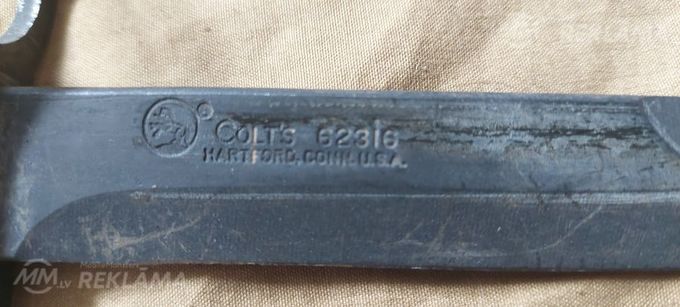 COLT'S 62316
HARTFORD, CONN. U.S.A.
MM.LV REKLĀMA